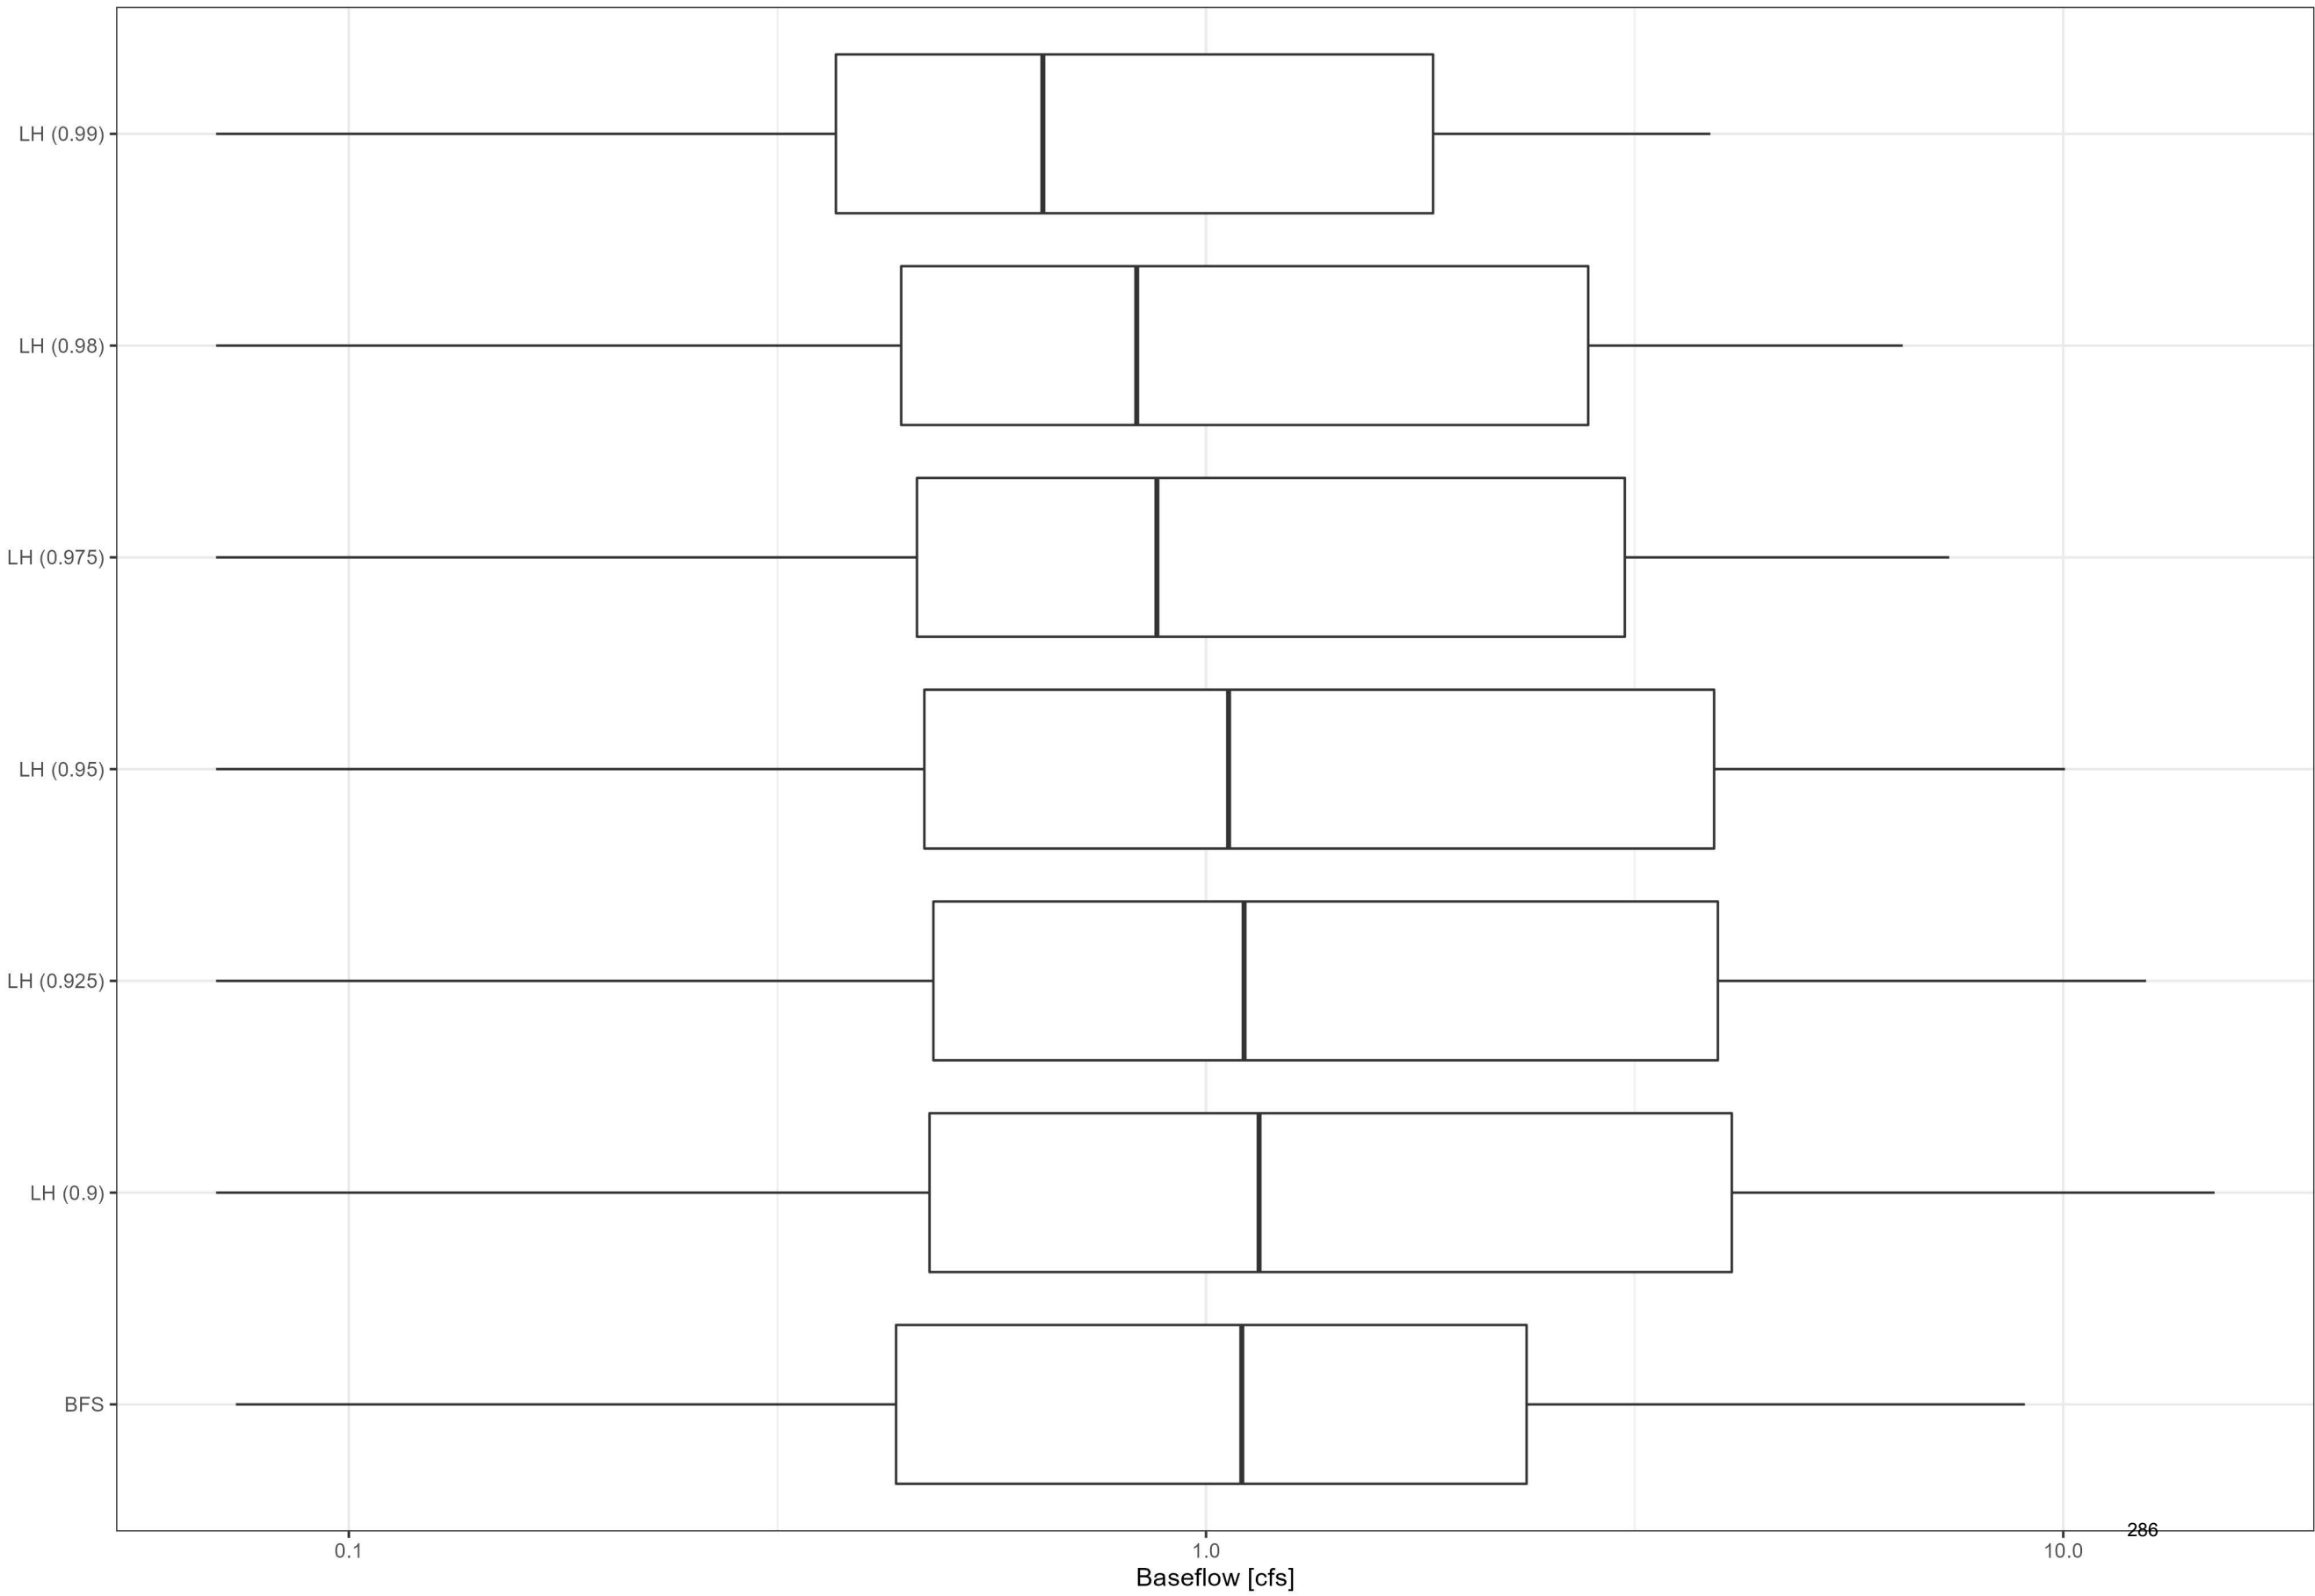 LH (0.99)
LH (0.98)
LH (0.975)
LH (0.95)
LH (0.925)
LH (0.9)
BFS
286
0.1 1.0 10.0
Baseflow [cfs]